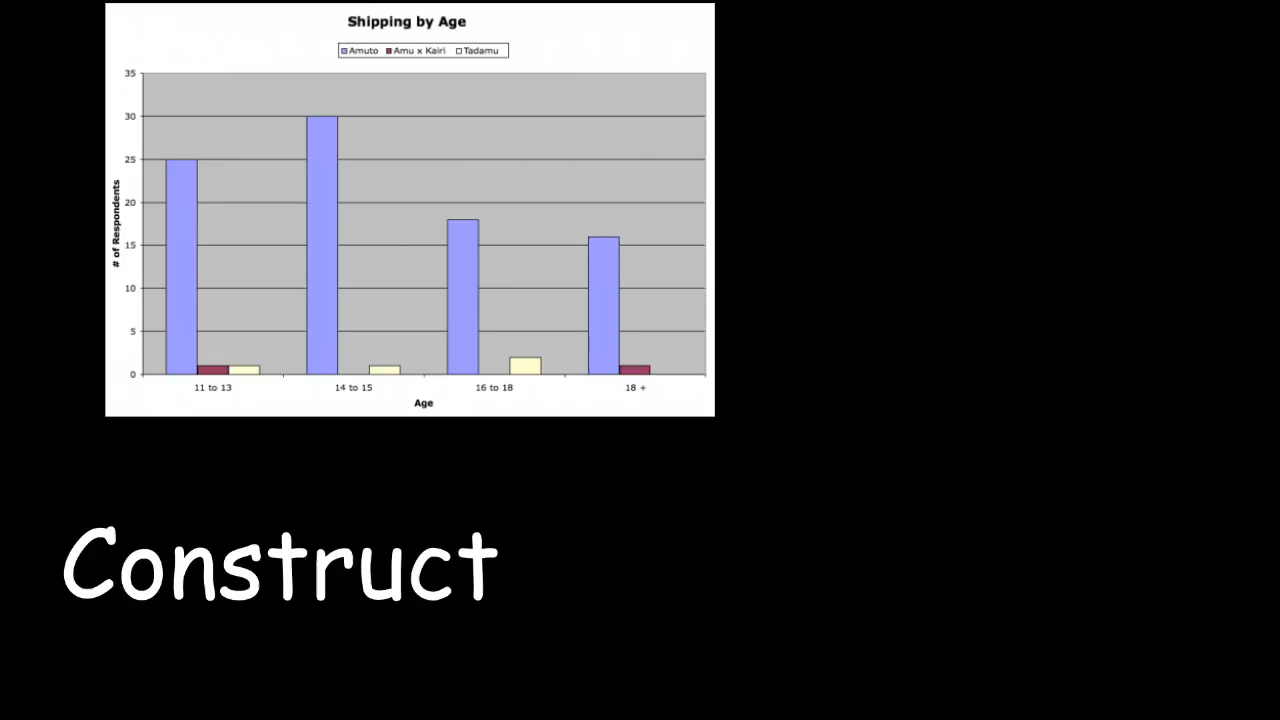 Shipping by Age
Amuto Amu x Kairi Tadamu
35
30
25
20
15
10
5
0
# of Respondents
11 to 13 14 to 15 16 to 18 18 +
Age
Construct